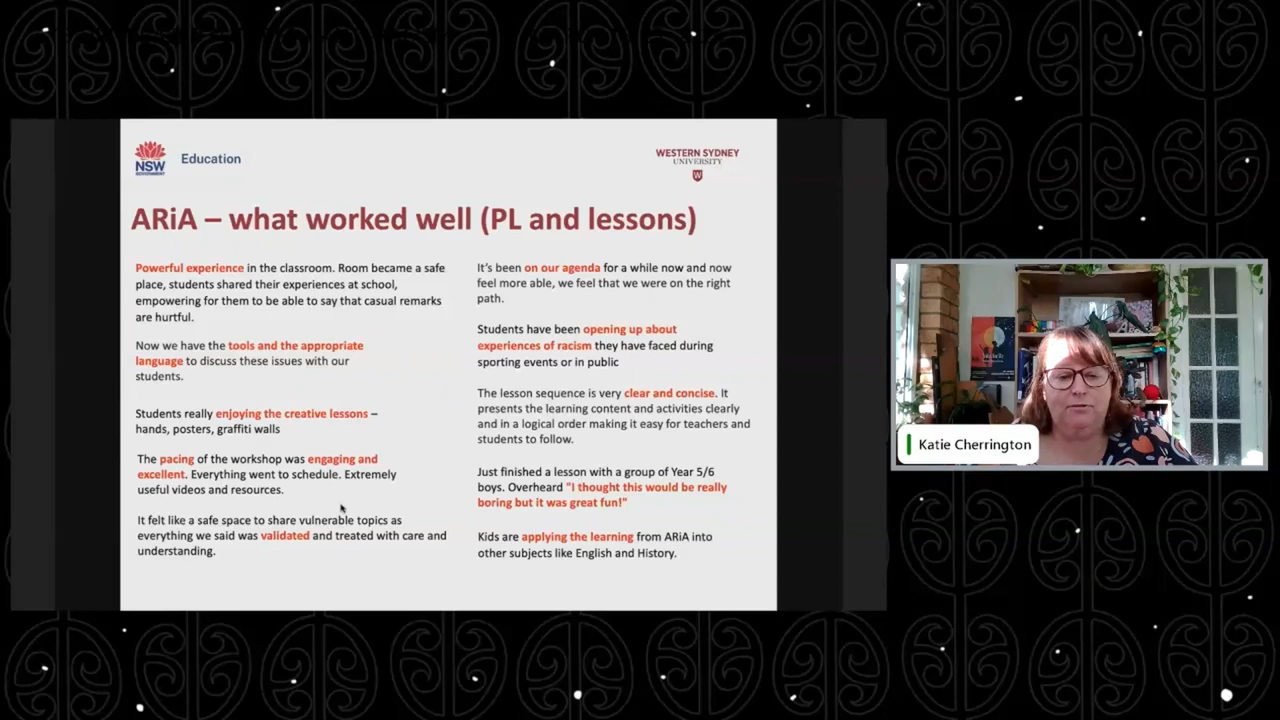 NSW
GOVERNMENT
Education
WESTERN SYDNEY
UNIVERSITY
W
ARiA – what worked well (PL and lessons)
Powerful experience in the classroom. Room became a safe
place, students shared their experiences at school,
empowering for them to be able to say that casual remarks
are hurtful.
Now we have the tools and the appropriate
language to discuss these issues with our
students.
Students really enjoying the creative lessons –
hands, posters, graffiti walls
The pacing of the workshop was engaging and
excellent. Everything went to schedule. Extremely
useful videos and resources.
It felt like a safe space to share vulnerable topics as
everything we said was validated and treated with care and
understanding.
It's been on our agenda for a while now and now
feel more able, we feel that we were on the right
path.
Students have been opening up about
experiences of racism they have faced during
sporting events or in public
The lesson sequence is very clear and concise. It
presents the learning content and activities clearly
and in a logical order making it easy for teachers and
students to follow.
Just finished a lesson with a group of Year 5/6
boys. Overheard "I thought this would be really
boring but it was great fun!"
Kids are applying the learning from ARiA into
other subjects like English and History.
Katie Cherrington